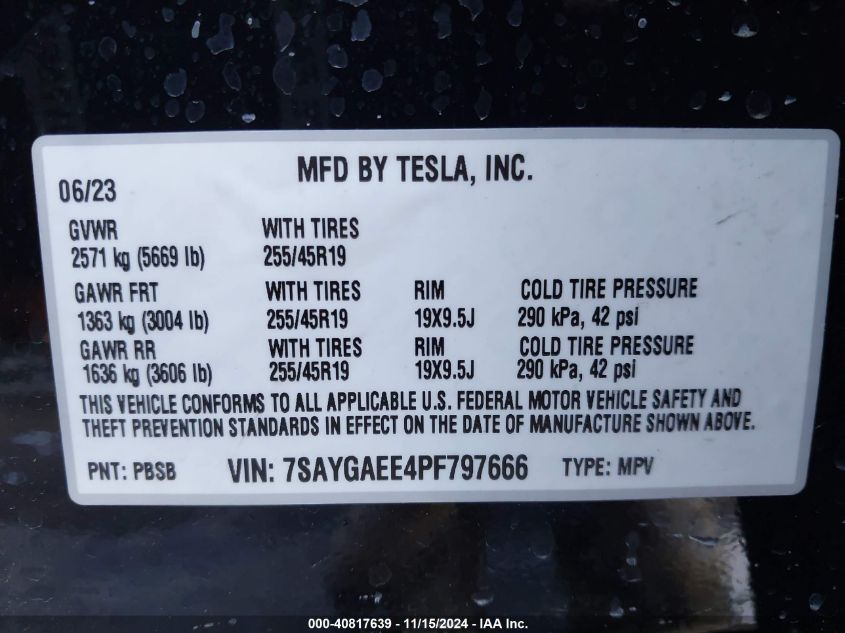 MFD BY TESLA, INC.
06/23
GVWR WITH TIRES
2571 kg (5669 lb) 255/45R19
GAWR FRT WITH TIRES RIM COLD TIRE PRESSURE
1363 kg (3004 lb) 255/45R19 19X9.5J 290 kPa, 42 psi
GAWR RR WITH TIRES RIM COLD TIRE PRESSURE
1636 kg (3606 lb) 255/45R19 19X9.5J 290 kPa, 42 psi
THIS VEHICLE CONFORMS TO ALL APPLICABLE U.S. FEDERAL MOTOR VEHICLE SAFETY AND
THEFT PREVENTION STANDARDS IN EFFECT ON THE DATE OF MANUFACTURE SHOWN ABOVE.
PNT: PBSB VIN: 7SAYGAEE4PF797666 TYPE: MPV
000-40817639 - 11/15/2024 - IAA Inc.